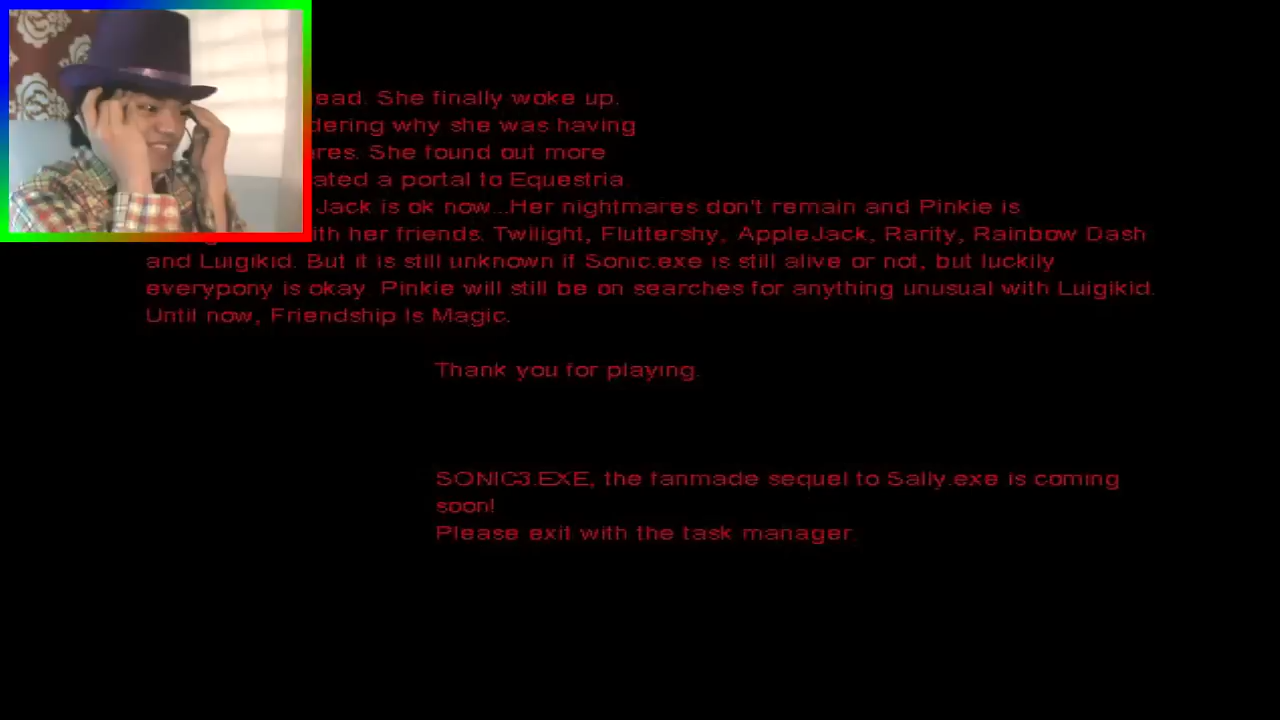 ead. She finally woke up.
dering why she was having
res. She found out more
ated a portal to Equestria.
Jack is ok now...Her nightmares don't remain and Pinkie is
ith her friends. Twilight, Fluttershy, AppleJack, Rarity, Rainbow Dash
and Luigikid. But it is still unknown if Sonic.exe is still alive or not, but luckily
everypony is okay. Pinkie will still be on searches for anything unusual with Luigikid.
Until now, Friendship Is Magic.
Thank you for playing.
SONIC3.EXE, the fanmade sequel to Sally.exe is coming
soon!
Please exit with the task manager.